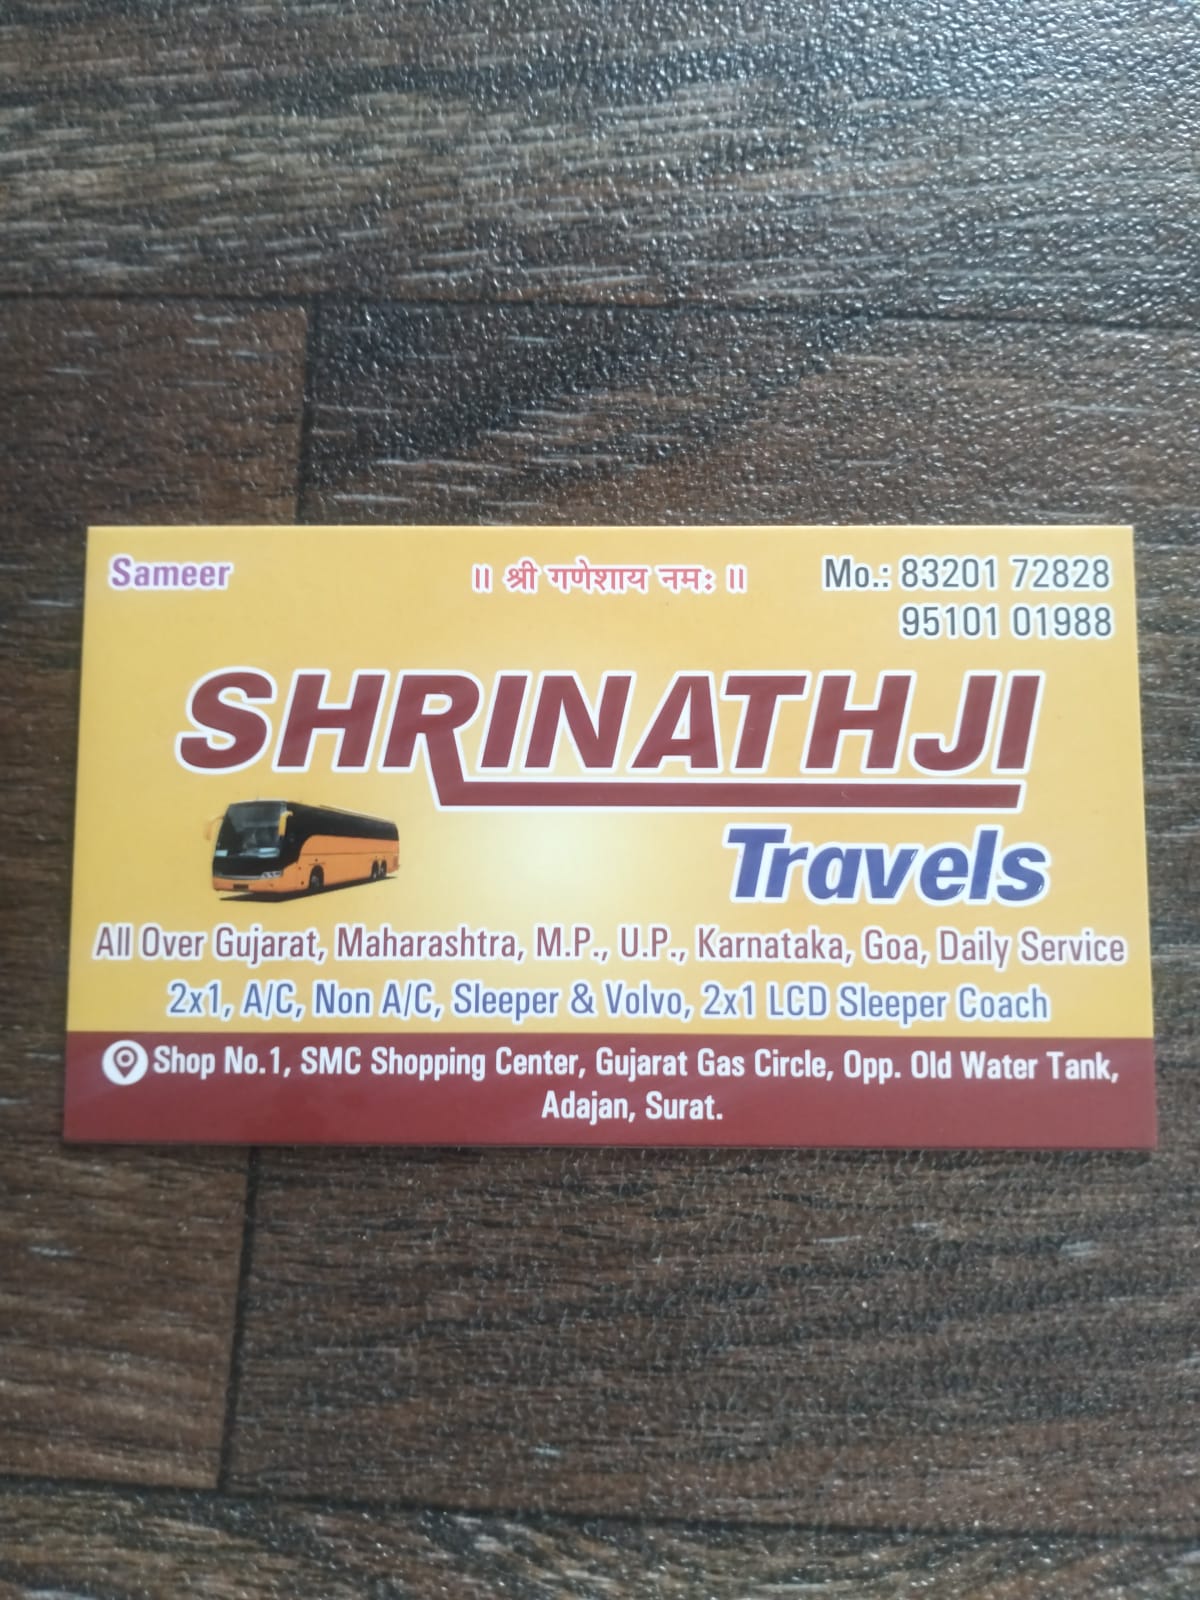 Sameer
॥ श्री गणेशाय नमः ॥
Mo.: 83201 72828
95101 01988
SHRINATHJI
Travels
All Over Gujarat, Maharashtra, M.P., U.P., Karnataka, Goa, Daily Service
2x1, A/C, Non A/C, Sleeper & Volvo, 2x1 LCD Sleeper Coach
Shop No.1, SMC Shopping Center, Gujarat Gas Circle, Opp. Old Water Tank,
Adajan, Surat.